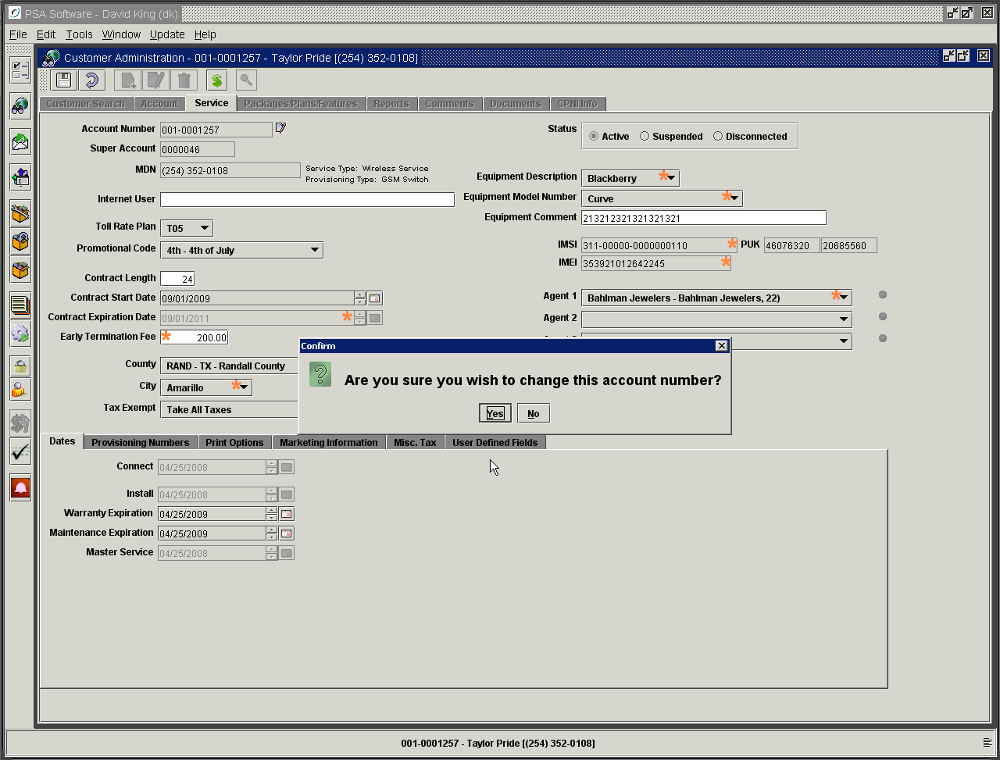 PSA Software - David King (dk)
File Edit Tools Window Update Help
Customer Administration - 001-0001257 - Taylor Pride [(254) 352-0108]
Customer Search Account Service Packages/Plans/Features Reports Comments Documents CPNI Info
Account Number 001-0001257
Super Account 0000046
MDN (254) 352-0108
Service Type: Wireless Service
Provisioning Type: GSM Switch
Internet User
Toll Rate Plan T05
Promotional Code 4th - 4th of July
Contract Length 24
Contract Start Date 09/01/2009
Contract Expiration Date 09/01/2011
Early Termination Fee 200.00
County RAND - TX - Randall County
City Amarillo
Tax Exempt Take All Taxes
Status Active Suspended Disconnected
Equipment Description Blackberry
Equipment Model Number Curve
Equipment Comment 213212321321321321
IMSI 311-00000-0000000110 PUK 46076320 20685560
IMEI 353921012642245
Agent 1 Bahlman Jewelers - Bahlman Jewelers, 22)
Agent 2
Confirm
Are you sure you wish to change this account number?
Yes No
Dates Provisioning Numbers Print Options Marketing Information Misc. Tax User Defined Fields
Connect 04/25/2008
Install 04/25/2008
Warranty Expiration 04/25/2009
Maintenance Expiration 04/25/2009
Master Service 04/25/2008
001-0001257 - Taylor Pride [(254) 352-0108]